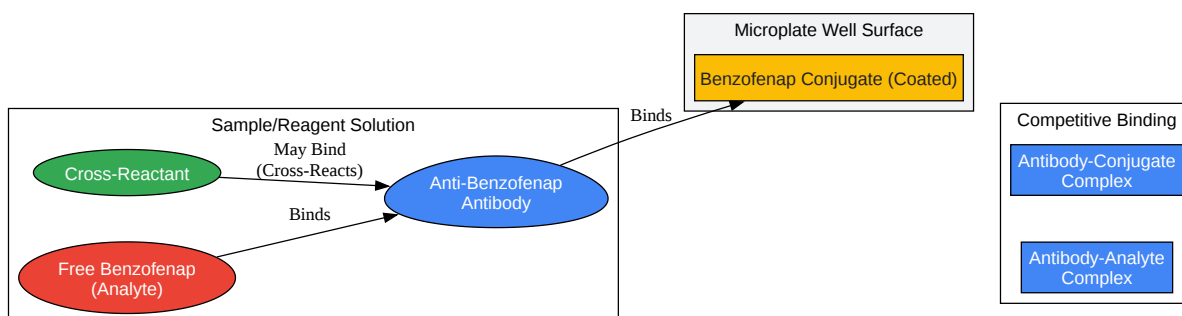 Microplate Well Surface
Benzofenap Conjugate (Coated)
Binds
Sample/Reagent Solution
May Bind
(Cross-Reacts)
Cross-Reactant
Anti-Benzofenap
Antibody
Binds
Free Benzofenap
(Analyte)
Competitive Binding
Antibody-Conjugate
Complex
Antibody-Analyte
Complex